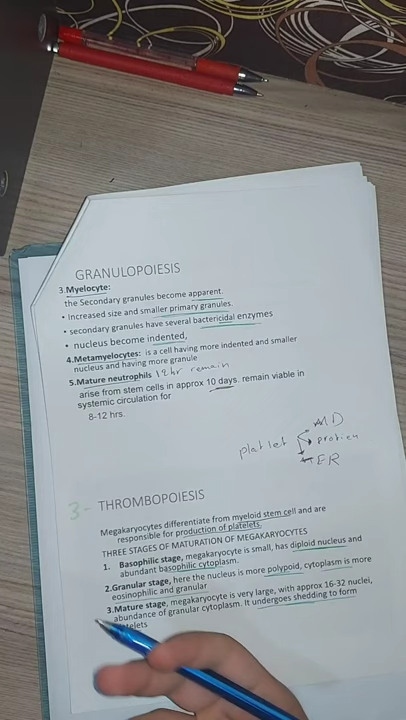 GRANULOPOIESIS
3.Myelocyte:
the Secondary granules become apparent.
• Increased size and smaller primary granules.
• secondary granules have several bactericidal enzymes
• nucleus become indented,
4.Metamyelocytes: is a cell having more indented and smaller
nucleus and having more granule
5.Mature neutrophils 12hr remain
arise from stem cells in approx 10 days. remain viable in
systemic circulation for
8-12 hrs.
MD
platlet protien
ER
3- THROMBOPOIESIS
Megakaryocytes differentiate from myeloid stem cell and are
responsible for production of platelets.
THREE STAGES OF MATURATION OF MEGAKARYOCYTES
1. Basophilic stage, megakaryocyte is small, has diploid nucleus and
abundant basophilic cytoplasm.
2.Granular stage, here the nucleus is more polypoid, cytoplasm is more
eosinophilic and granular
3.Mature stage, megakaryocyte is very large, with approx 16-32 nuclei,
abundance of granular cytoplasm. It undergoes shedding to form
platelets